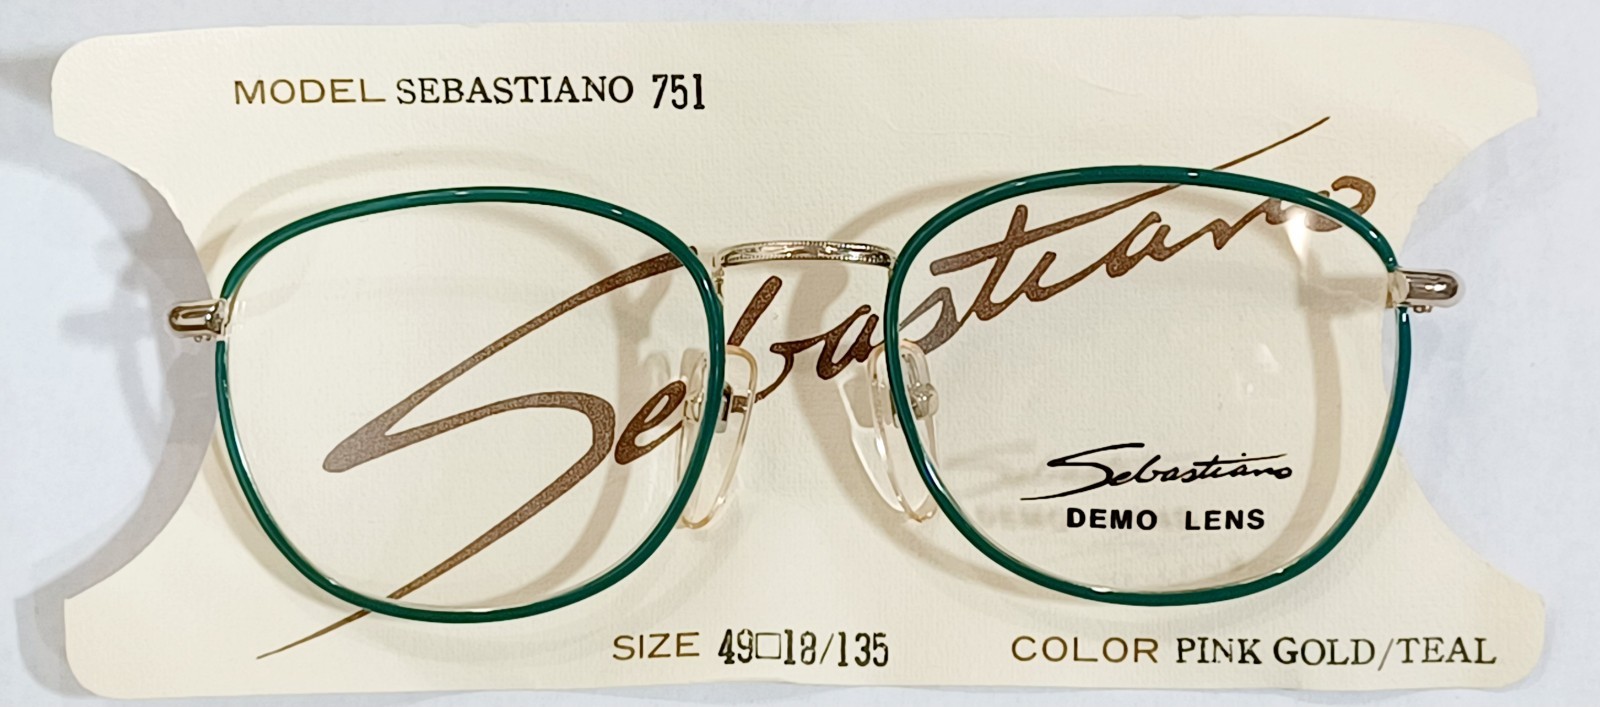 MODEL SEBASTIANO 751
Sebastiano
Sebastiano
DEMO LENS
SIZE 49□18/135
COLOR PINK GOLD/TEAL